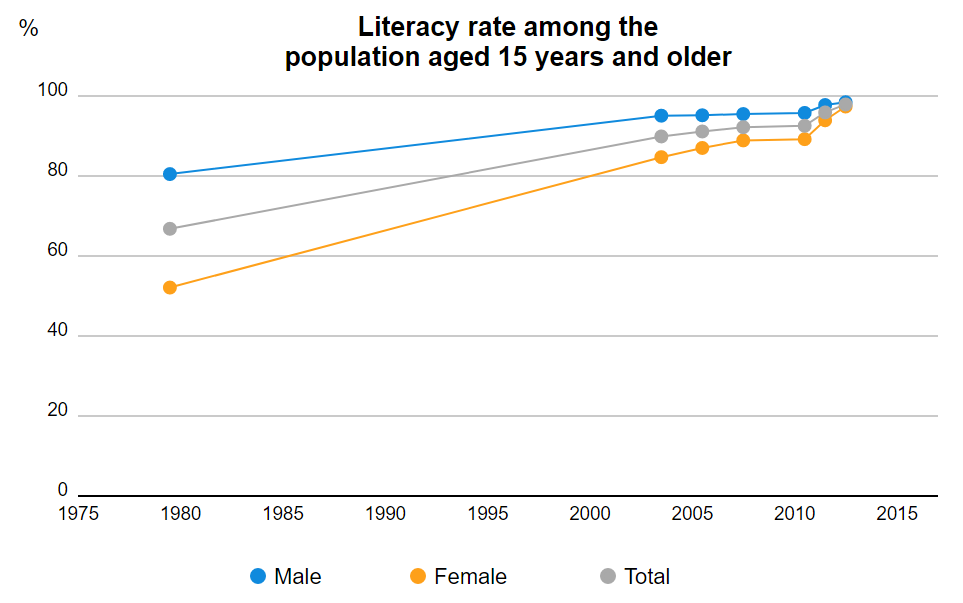 %
Literacy rate among the
population aged 15 years and older
100
80
60
40
20
0
1975 1980 1985 1990 1995 2000 2005 2010 2015
Male Female Total